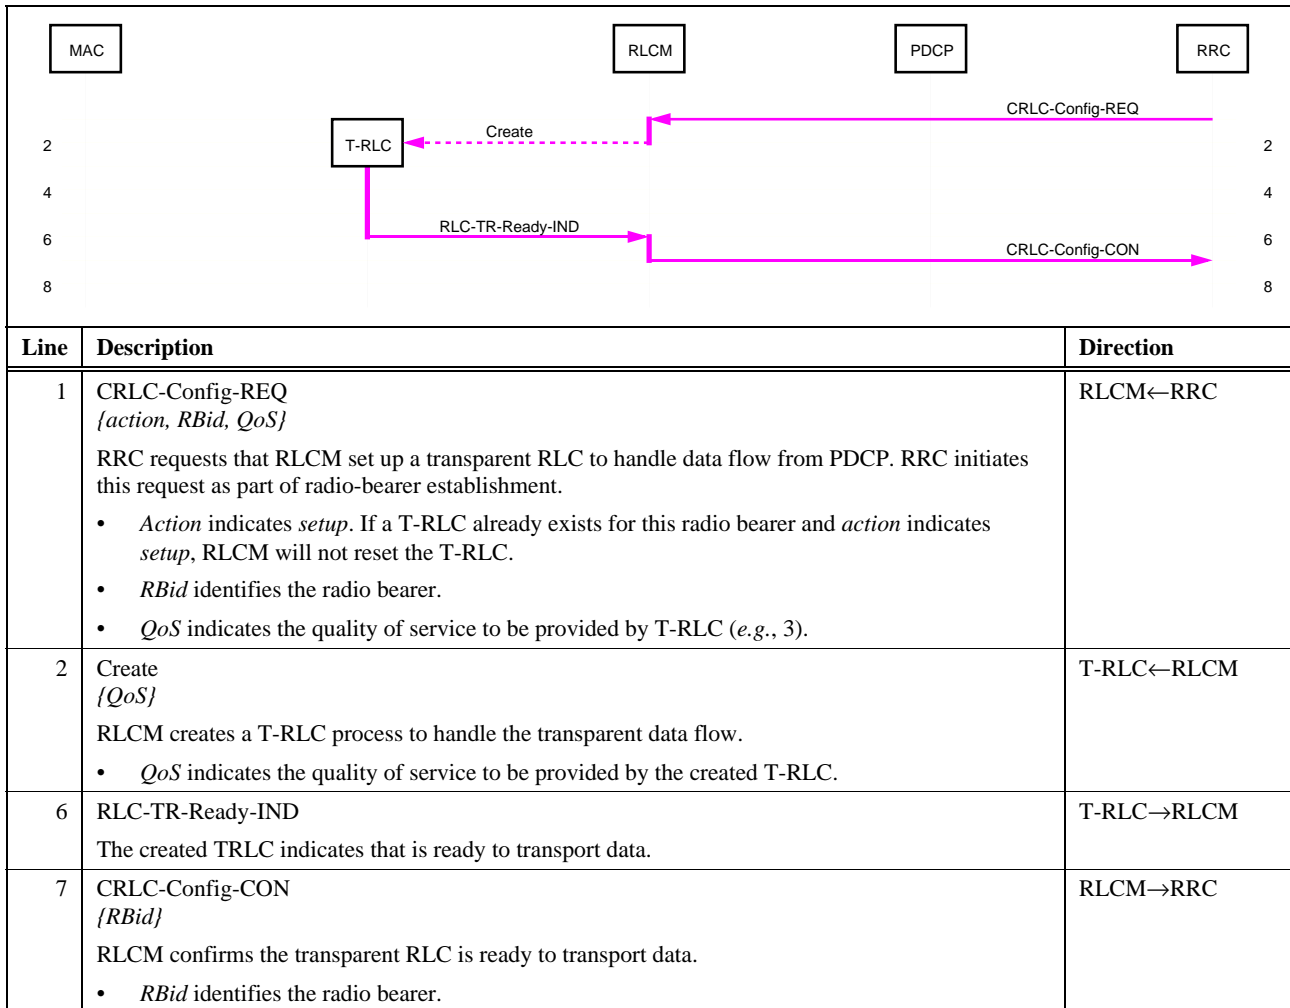 MAC RLCM PDCP RRC
CRLC-Config-REQ
Create
2 T-RLC 2
4 4
RLC-TR-Ready-IND
6 6
CRLC-Config-CON
8 8
Line Description Direction
1 CRLC-Config-REQ RLCM←RRC
{action, RBid, QoS}
RRC requests that RLCM set up a transparent RLC to handle data flow from PDCP. RRC initiates
this request as part of radio-bearer establishment.
• Action indicates setup. If a T-RLC already exists for this radio bearer and action indicates
setup, RLCM will not reset the T-RLC.
• RBid identifies the radio bearer.
• QoS indicates the quality of service to be provided by T-RLC (e.g., 3).
2 Create T-RLC←RLCM
{QoS}
RLCM creates a T-RLC process to handle the transparent data flow.
• QoS indicates the quality of service to be provided by the created T-RLC.
6 RLC-TR-Ready-IND T-RLC→RLCM
The created TRLC indicates that is ready to transport data.
7 CRLC-Config-CON RLCM→RRC
{RBid}
RLCM confirms the transparent RLC is ready to transport data.
• RBid identifies the radio bearer.